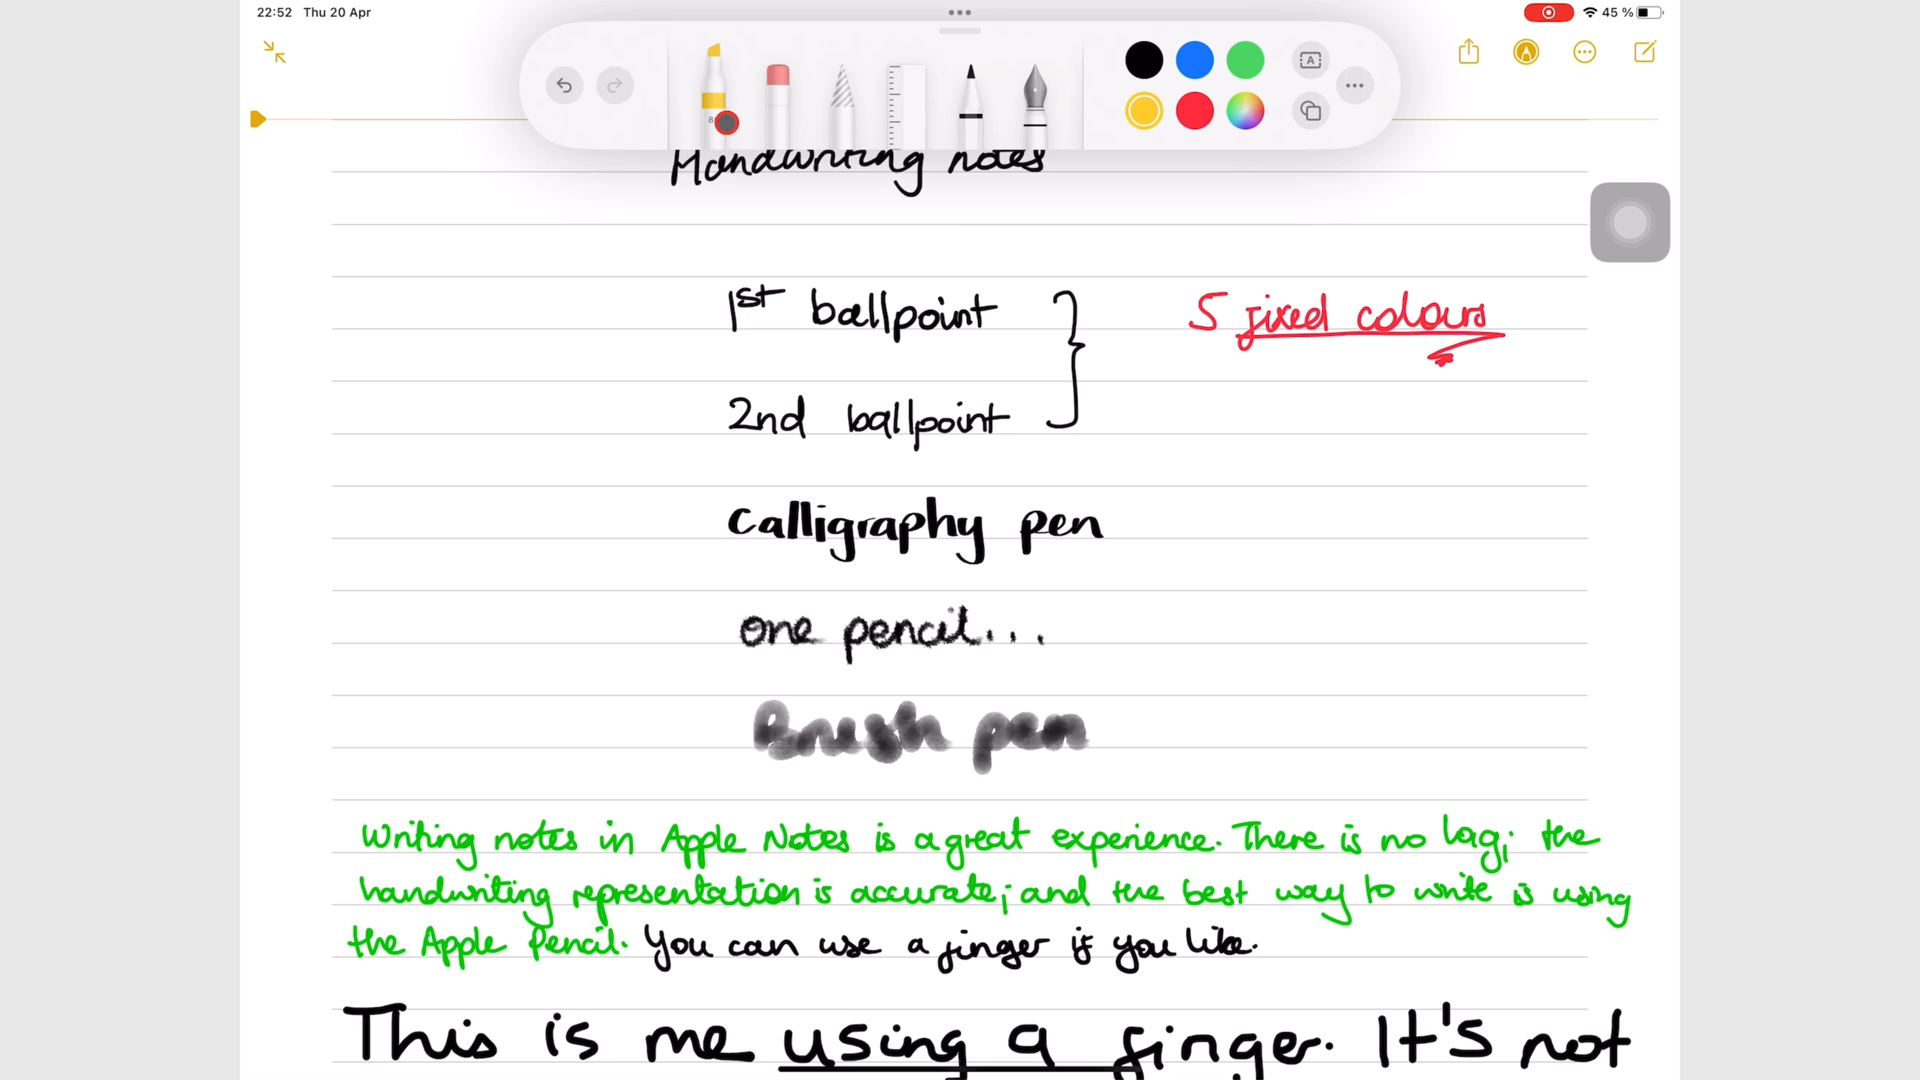 22:52 Thu 20 Apr
45 %
A
8
Handwriting notes
1st ballpoint
5 fixed colours
2nd ballpoint
calligraphy pen
one pencil...
Brush pen
Writing notes in Apple Notes is a great experience. There is no lag; the
handwriting representation is accurate; and the best way to write is using
the Apple Pencil. You can use a finger if you like.
This is me using a finger. It's not